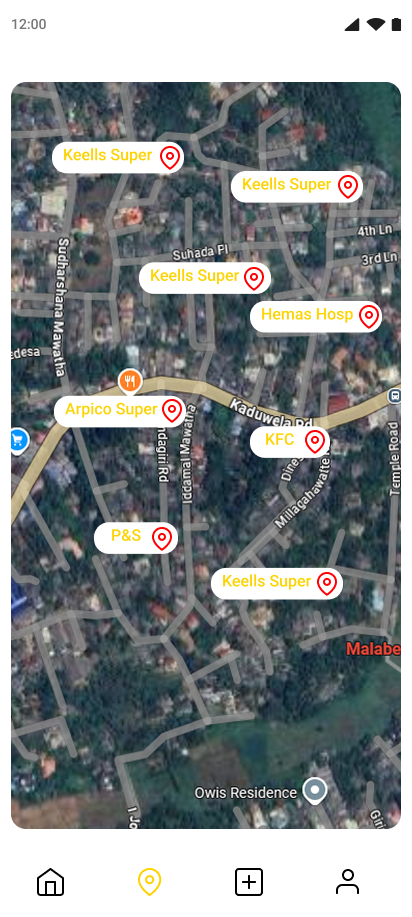 12:00
Keells Super
Keells Super
4th Ln
Suhada Pl
3rd Ln
Keells Super
Sudharshana Mawatha
Hemas Hosp
edesa
Arpico Super
Kaduwela Rd
KFC
ndagiri Rd
Iddamal Mawatha
Dines
Millagahawatte R
Temple Road
P&S
Keells Super
Malabe
Owis Residence
I Jo
Giri